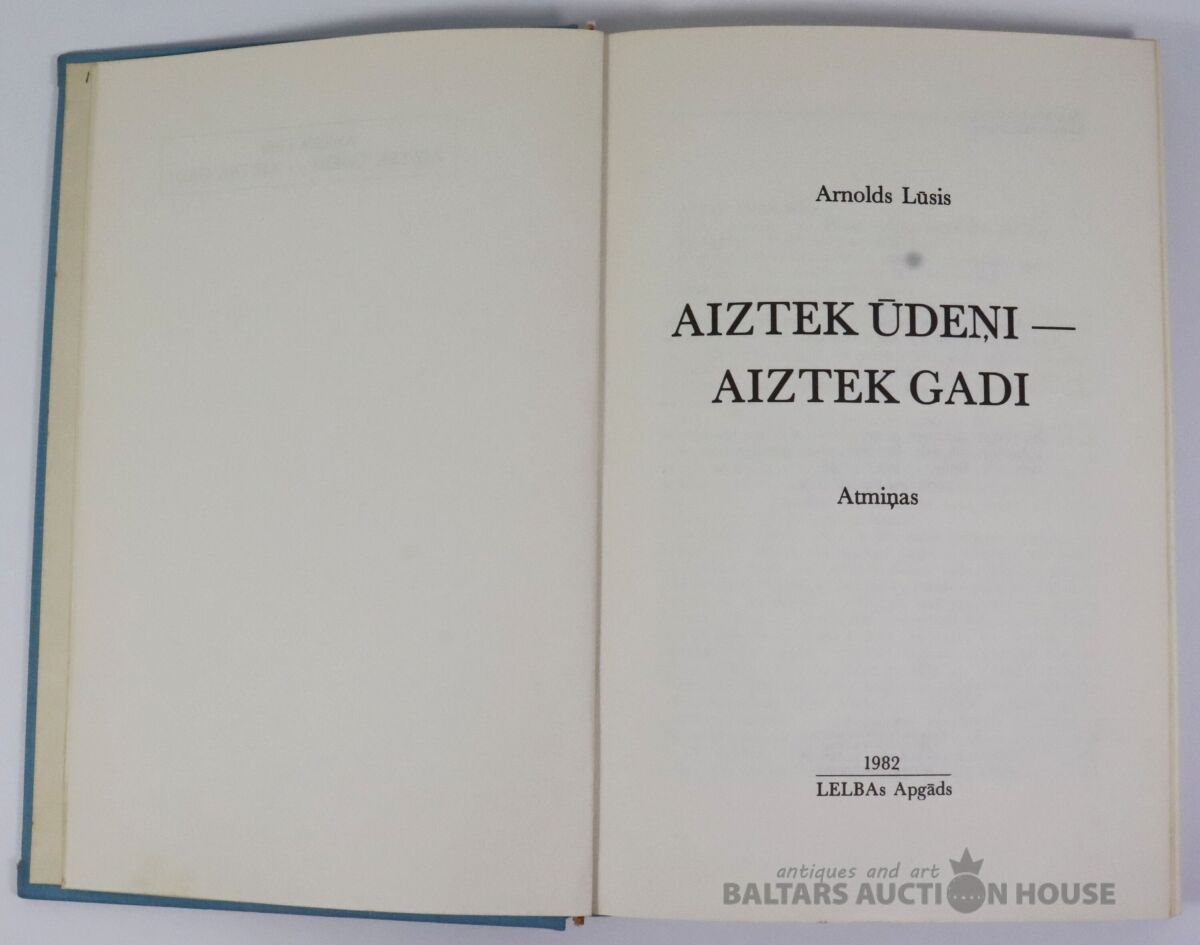 Arnolds Lūsis
AIZTEK ŪDEŅI —
AIZTEK GADI
Atmiņas
1982
LELBAs Apgāds
antiques and art
BALTARS AUCTION HOUSE